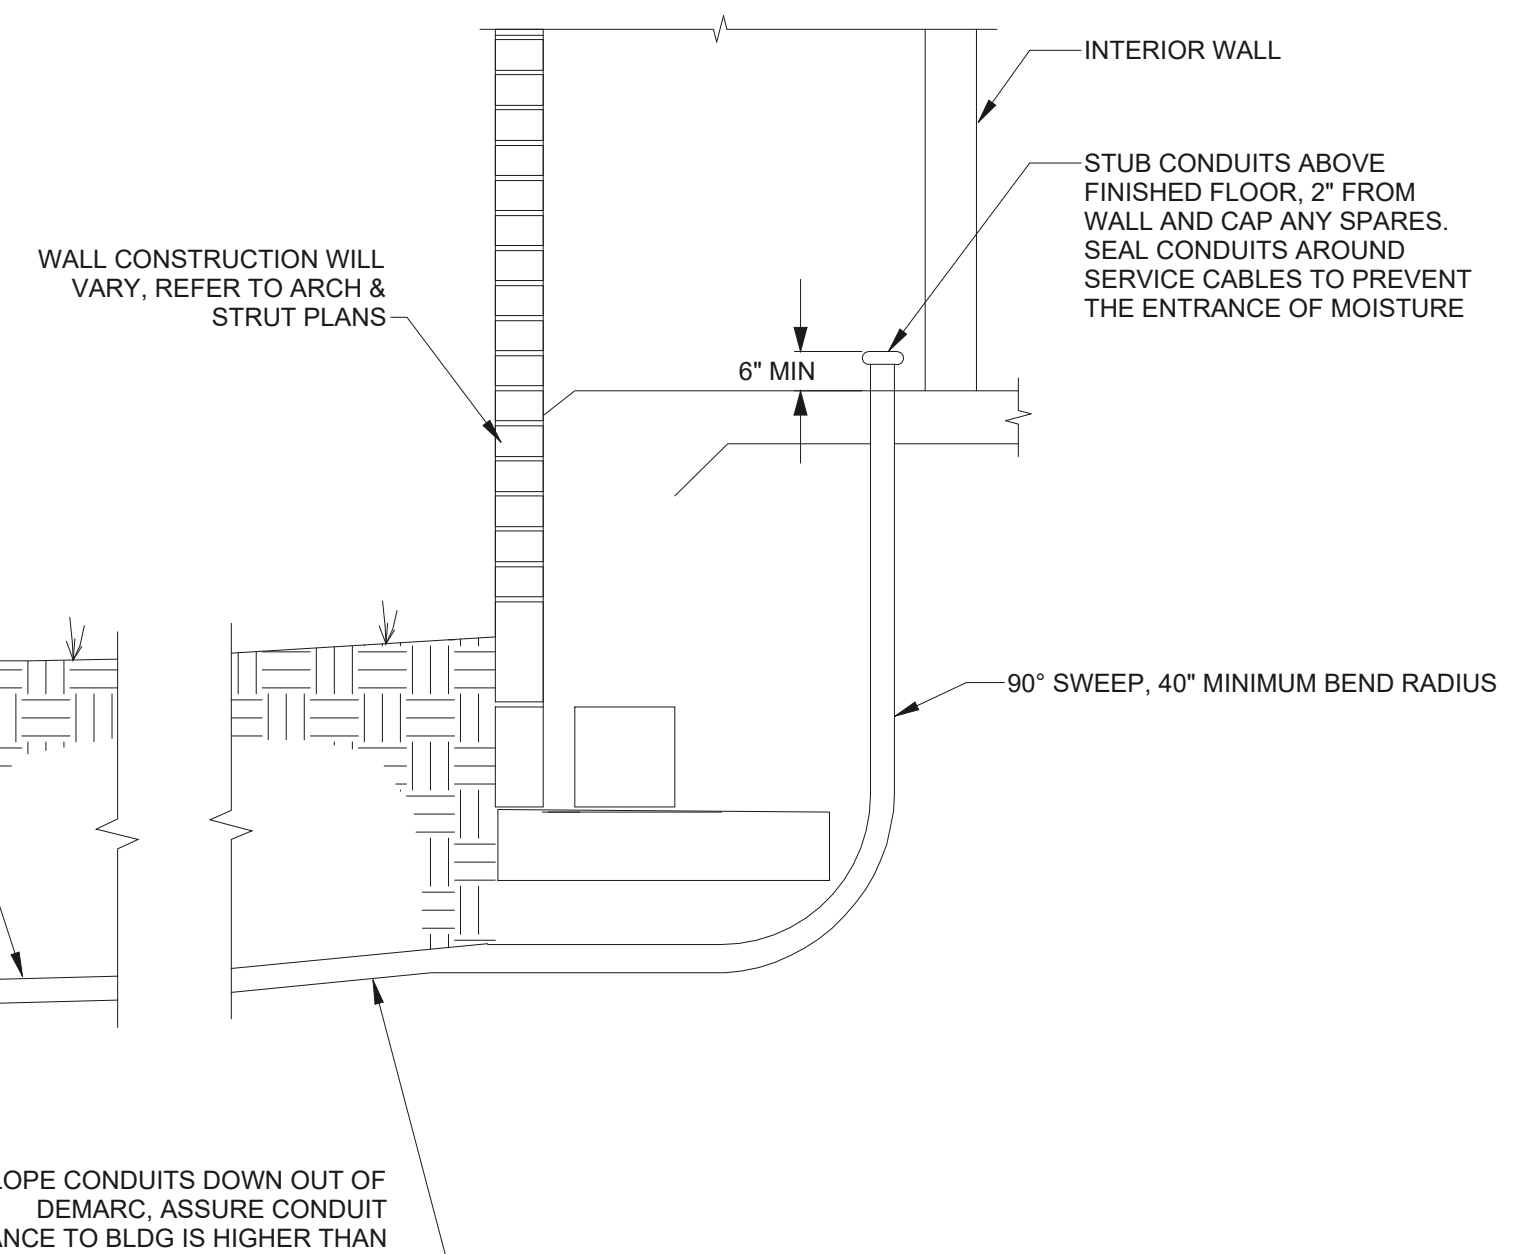 INTERIOR WALL
STUB CONDUITS ABOVE
FINISHED FLOOR, 2" FROM
WALL AND CAP ANY SPARES.
SEAL CONDUITS AROUND
SERVICE CABLES TO PREVENT
THE ENTRANCE OF MOISTURE
WALL CONSTRUCTION WILL
VARY, REFER TO ARCH &
STRUT PLANS
6" MIN
90° SWEEP, 40" MINIMUM BEND RADIUS
CONDUITS DOWN OUT OF
DEMARC, ASSURE CONDUIT
TO BLDG IS HIGHER THAN